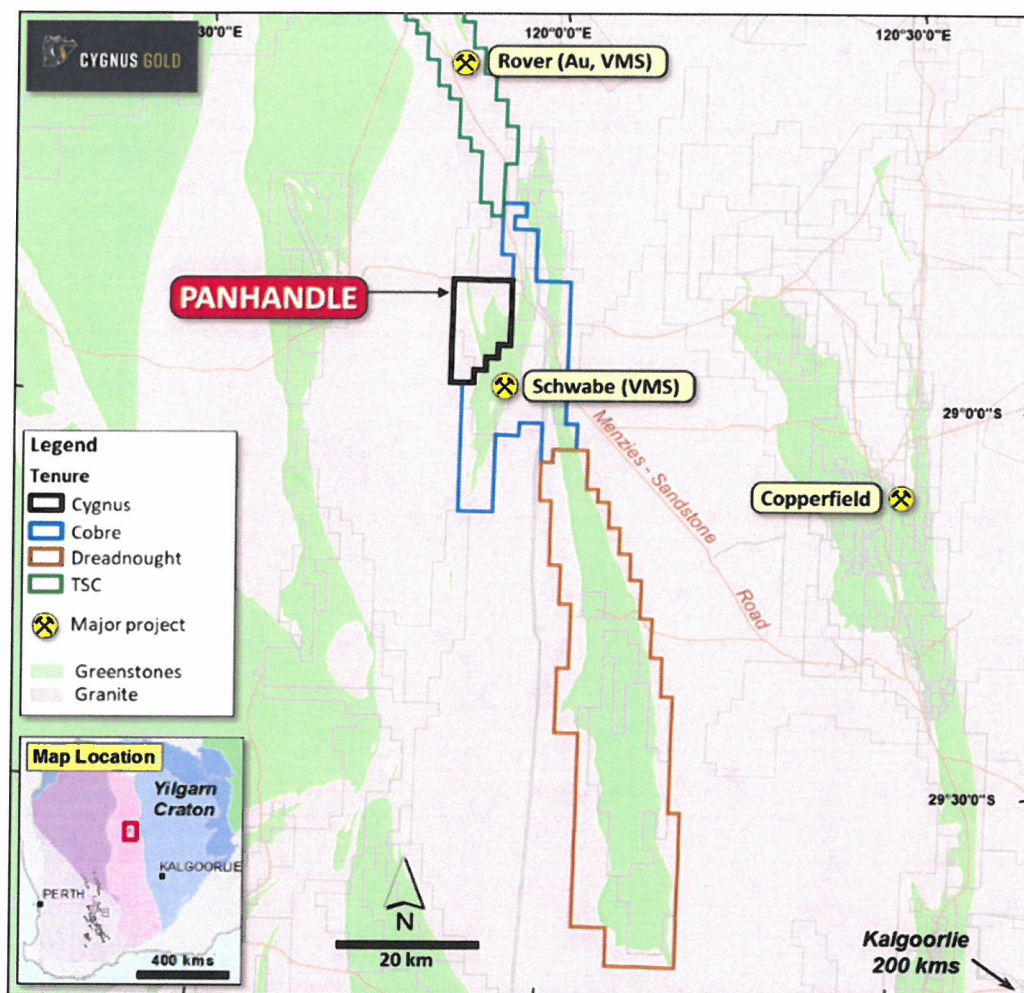 CYGNUS GOLD
30'0"E
120°0'0"E
120°30'0"E
Rover (Au, VMS)
PANHANDLE
Schwabe (VMS)
29°0'0"S
Menzies - Sandstone
Road
Copperfield
Legend
Tenure
Cygnus
Cobre
Dreadnought
TSC
Major project
Greenstones
Granite
Map Location
Yilgarn
Craton
KALGOORLIE
PERTH
400 kms
N
20 km
29°30'0"S
Kalgoorlie
200 kms